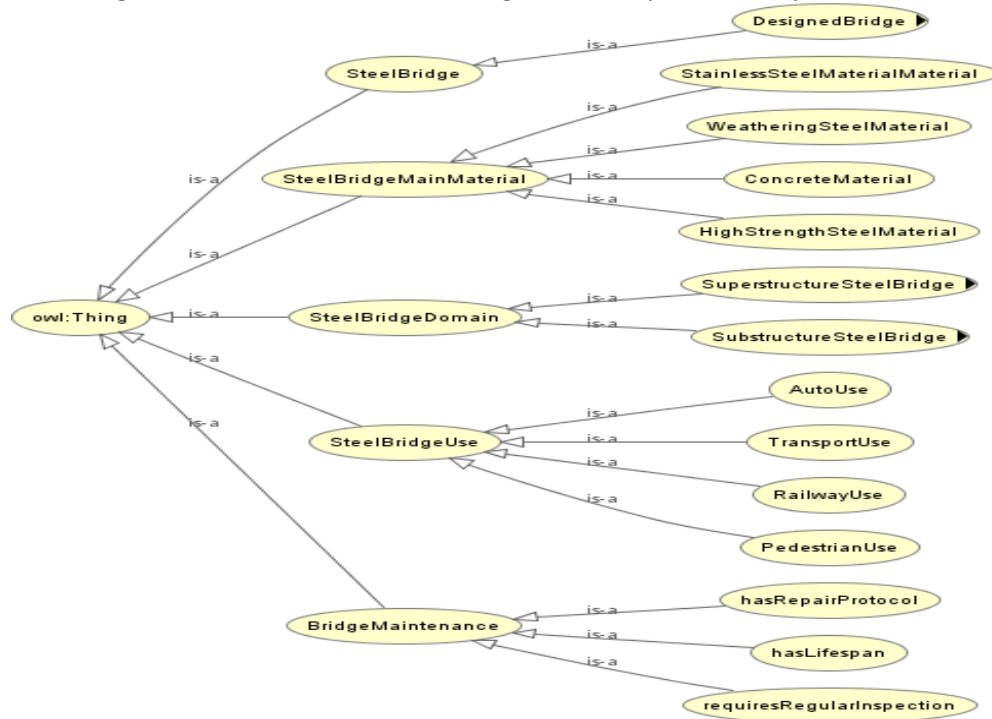 DesignedBridge
is-a
SteelBridge
StainlessSteelMaterialMaterial
is-a
WeatheringSteelMaterial
is-a
is-a
SteelBridgeMainMaterial
is-a
ConcreteMaterial
is-a
HighStrengthSteelMaterial
is-a
SuperstructureSteelBridge
is-a
owl:Thing
is-a
SteelBridgeDomain
is-a
SubstructureSteelBridge
is-a
AutoUse
is-a
is-a
SteelBridgeUse
is-a
TransportUse
is-a
RailwayUse
is-a
PedestrianUse
hasRepairProtocol
is-a
BridgeMaintenance
is-a
hasLifespan
is-a
requiresRegularInspection